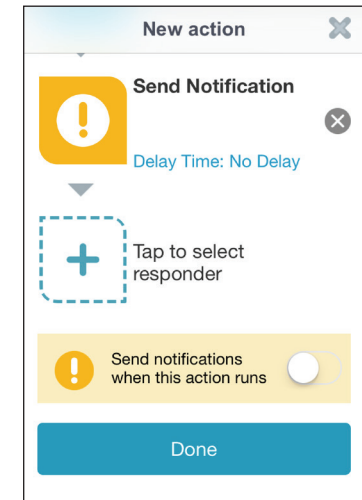 New action
Send Notification
Delay Time: No Delay
Tap to select
responder
Send notifications
when this action runs
Done